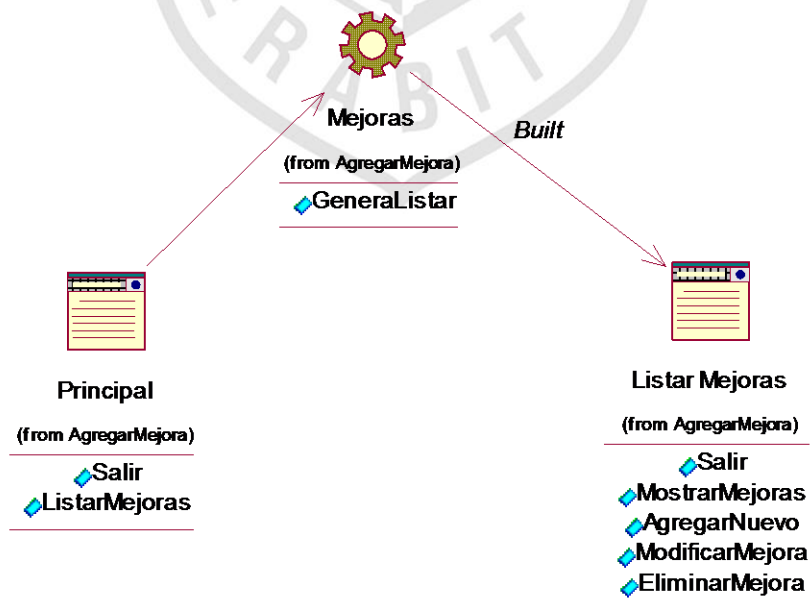 RABIT
Mejoras
(from AgregarMejora)
GeneraListar
Built
Principal
(from AgregarMejora)
Salir
ListarMejoras
Listar Mejoras
(from AgregarMejora)
Salir
MostrarMejoras
AgregarNuevo
ModificarMejora
EliminarMejora